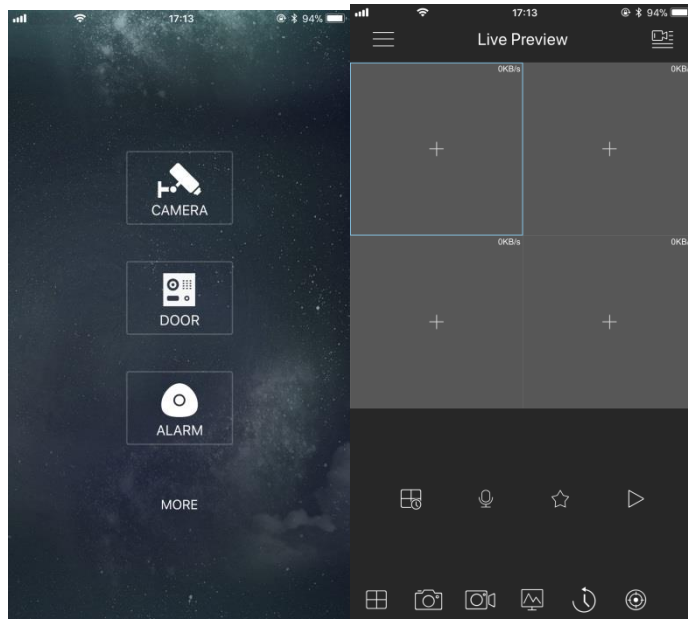 17:13
94%
CAMERA
DOOR
ALARM
MORE
17:13
94%
Live Preview
0KB/s
0KB/
0KB/s
0KB/